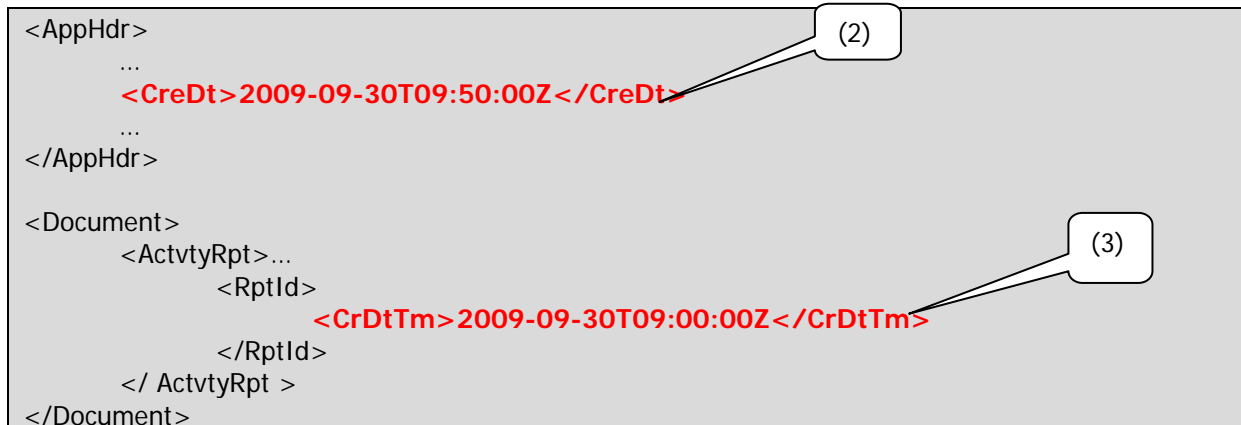 <AppHdr>
(2)
...
<CreDt>2009-09-30T09:50:00Z</CreDt>
...
</AppHdr>
<Document>
<ActvtyRpt>...
(3)
<RptId>
<CrDtTm>2009-09-30T09:00:00Z</CrDtTm>
</RptId>
</ ActvtyRpt >
</Document>